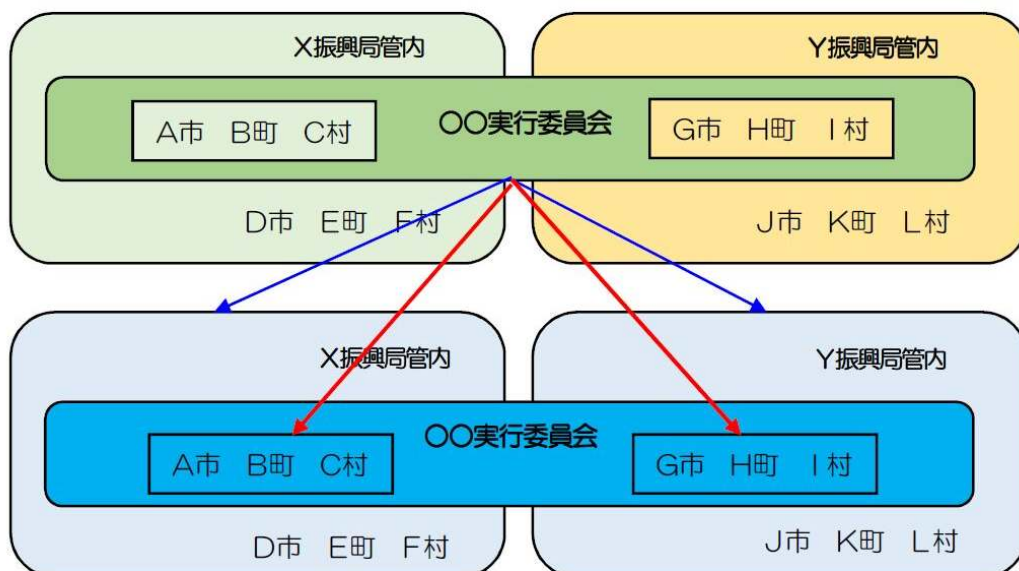 X振興局管内
Y振興局管内
A市 B町 C村
〇〇実行委員会
G市 H町 I村
D市 E町 F村
J市 K町 L村
X振興局管内
Y振興局管内
〇〇実行委員会
A市 B町 C村
G市 H町 I村
D市 E町 F村
J市 K町 L村